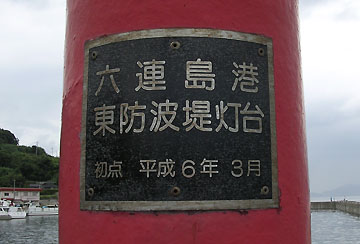 六連島港
東防波堤灯台
初点 平成6年 3月